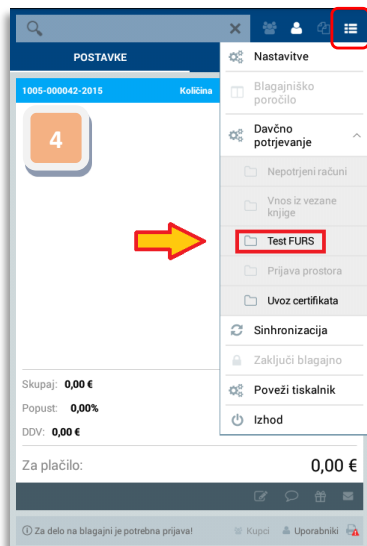 POSTAVKE
Nastavitve
1005-000042-2015 Količina
Blagajniško
poročilo
4
Davčno
potrjevanje
Nepotrjeni računi
Vnos iz vezane
knjige
Test FURS
Prijava prostora
Uvoz certifikata
Sinhronizacija
Zaključi blagajno
Skupaj: 0,00 €
Poveži tiskalnik
Popust: 0,00%
Izhod
DDV: 0,00 €
Za plačilo: 0,00 €
Za delo na blagajni je potrebna prijava! Kupci Uporabniki